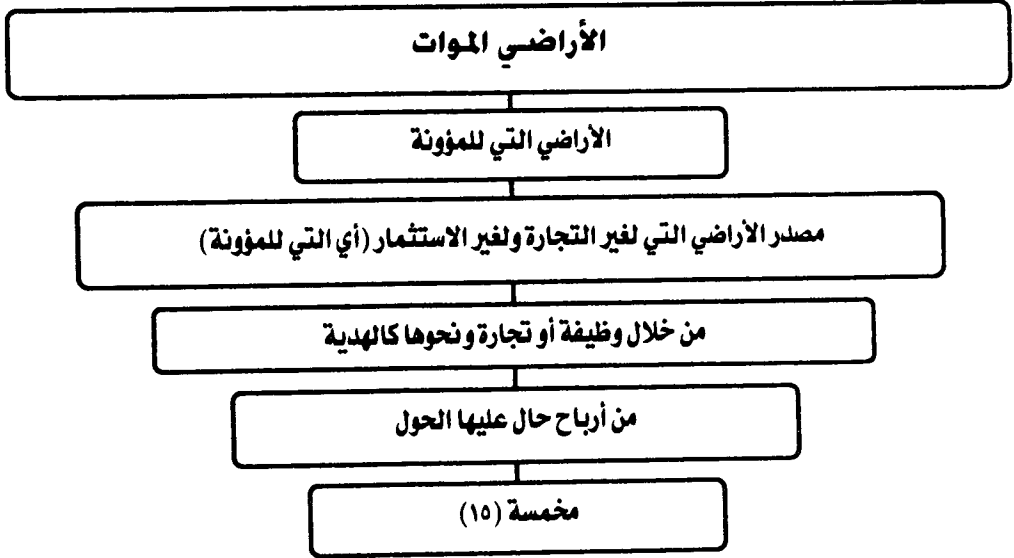 الأراضي الموات
الأراضي التي للمؤونة
مصدر الأراضي التي لغير التجارة ولغير الاستثمار (أي التي للمؤونة)
من خلال وظيفة أو تجارة ونحوها كالهدية
من أرباح حال عليها الحول
مخمسة (١٥)